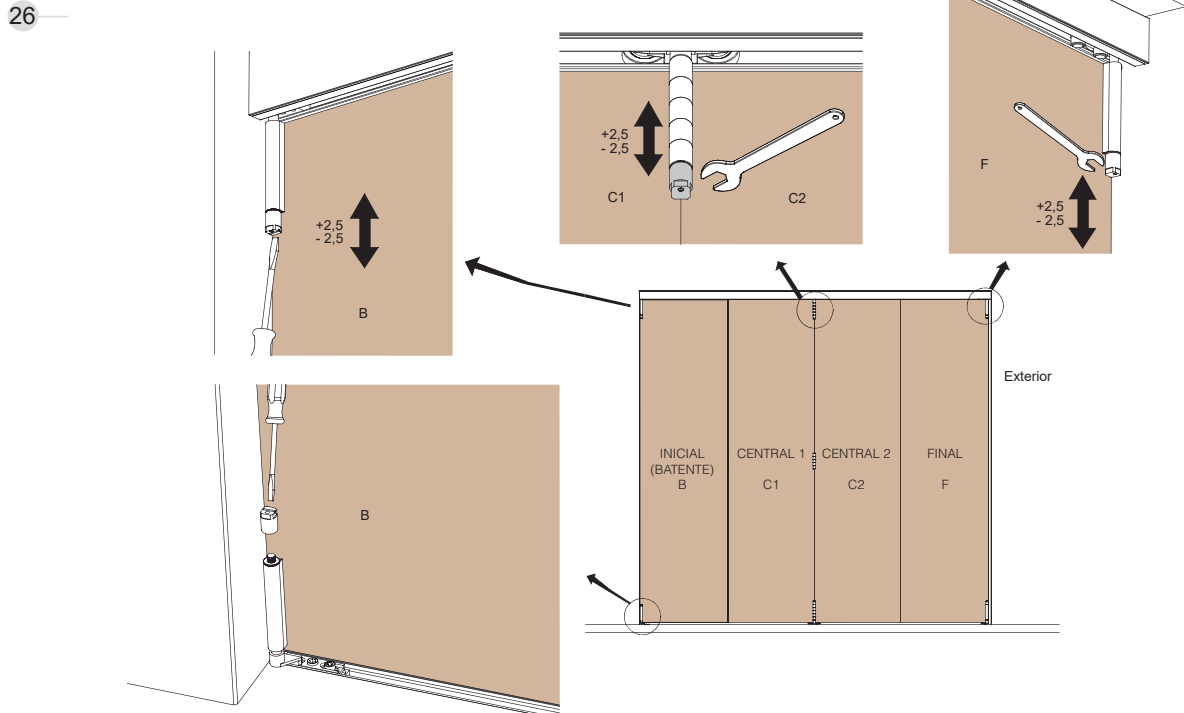 26
+2,5
- 2,5
B
+2,5
- 2,5
C1
C2
F
+2,5
- 2,5
Exterior
INICIAL
(BATENTE)
B
CENTRAL 1
C1
CENTRAL 2
C2
FINAL
F
B